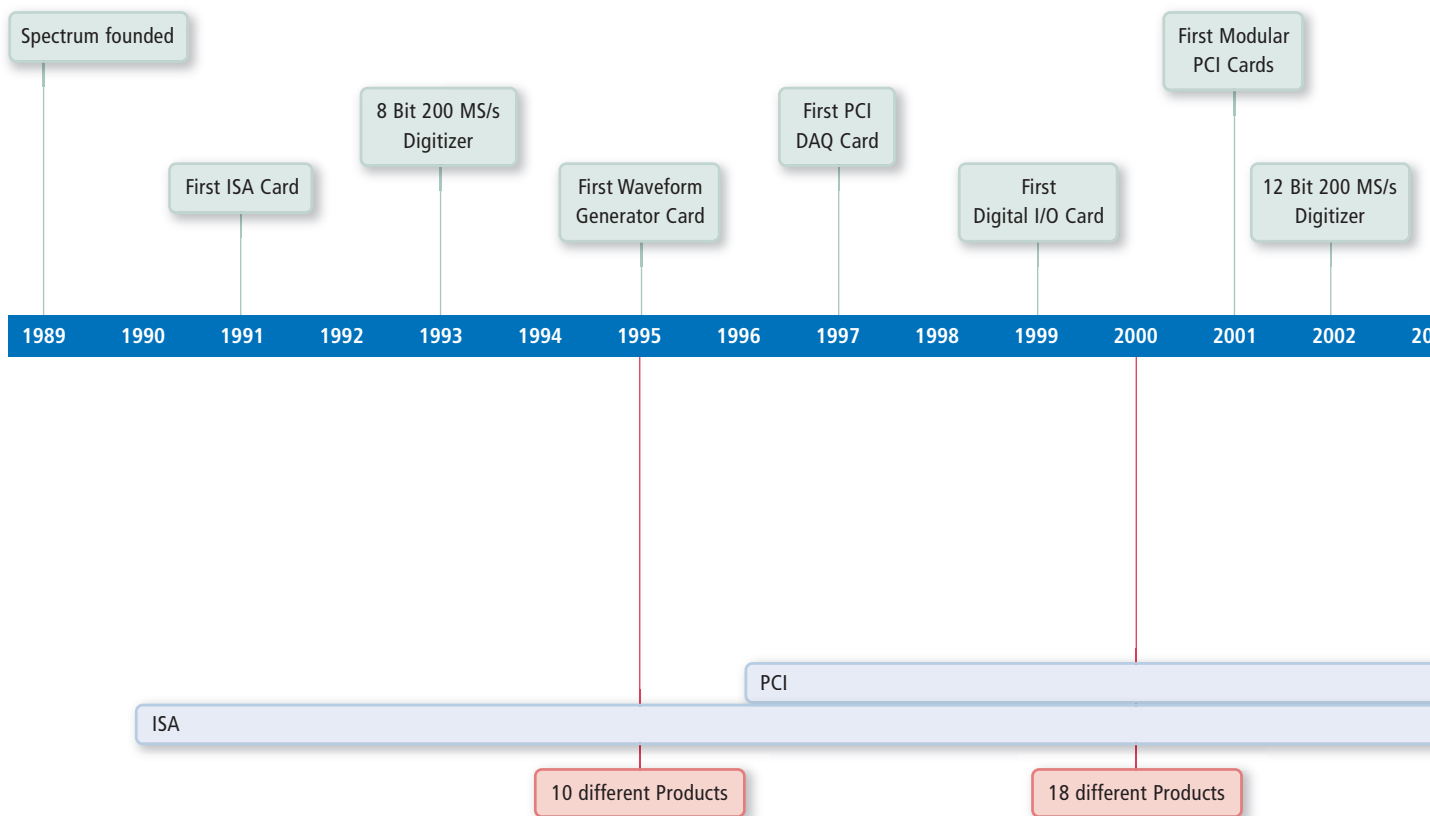 Spectrum founded
First Modular
PCI Cards
8 Bit 200 MS/s
Digitizer
First PCI
DAQ Card
First ISA Card
First Waveform
Generator Card
First
Digital I/O Card
12 Bit 200 MS/s
Digitizer
1989 1990 1991 1992 1993 1994 1995 1996 1997 1998 1999 2000 2001 2002 20
PCI
ISA
10 different Products
18 different Products